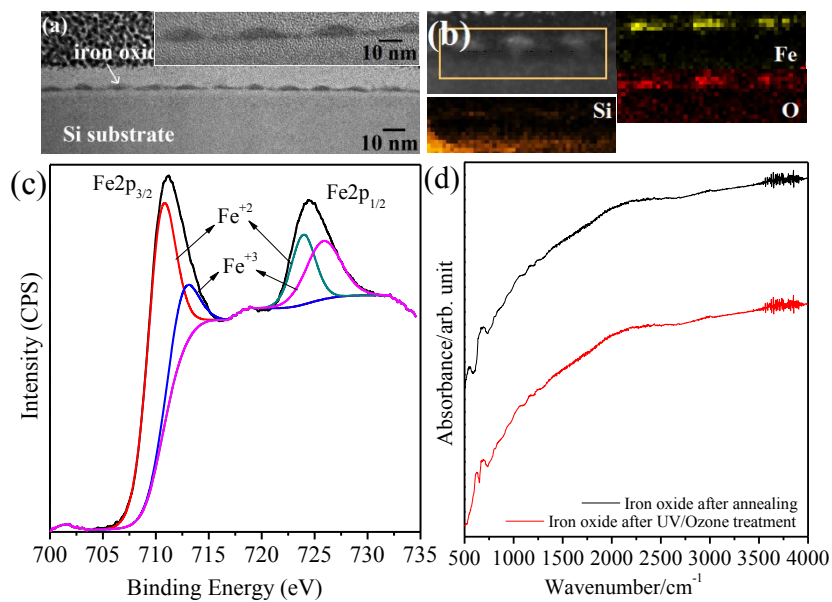 (a)
10 nm
iron oxid
Si substrate
10 nm
(b)
Fe
Si
O
(c)
Fe2p3/2
Fe2p1/2
Fe+2
Fe+3
Intensity (CPS)
700 705 710 715 720 725 730 735
Binding Energy (eV)
(d)
Absorbance/arb. unit
Iron oxide after annealing
Iron oxide after UV/Ozone treatment
500 1000 1500 2000 2500 3000 3500 4000
Wavenumber/cm-1